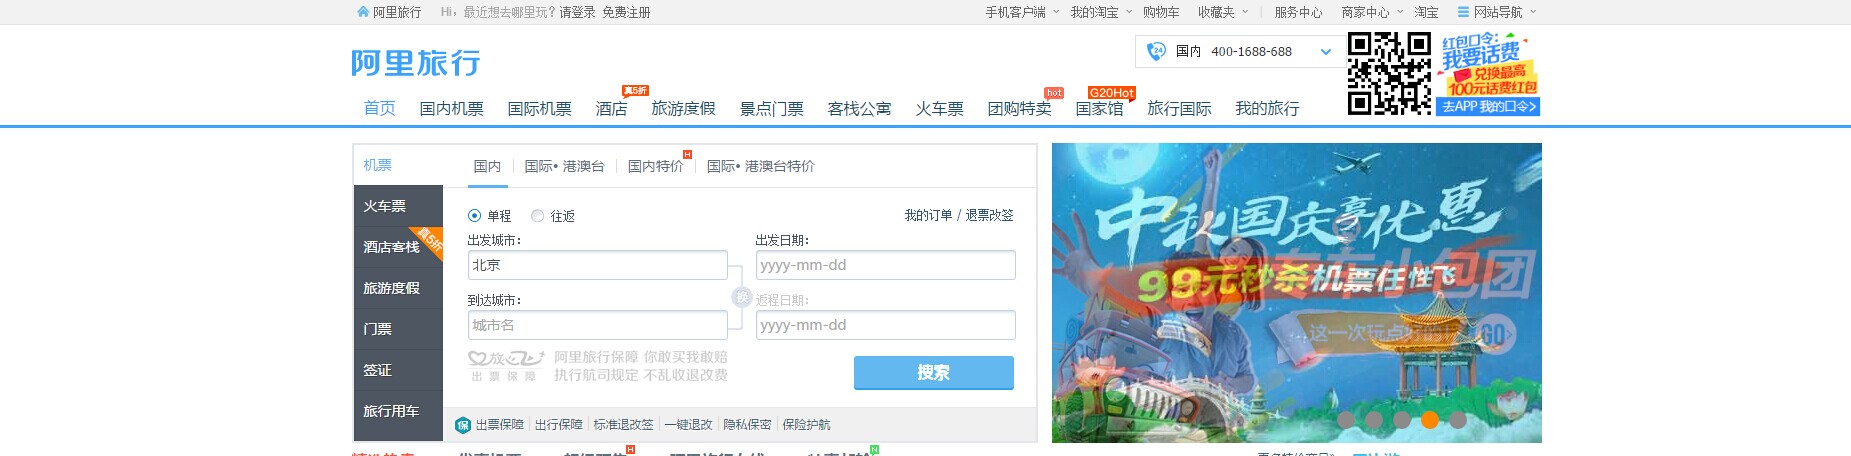 阿里旅行 Hi，最近想去哪里玩？请登录 免费注册 手机客户端 我的淘宝 购物车 收藏夹 服务中心 商家中心 淘宝 网站导航
阿里旅行
24 国内 400-1688-688
红包口令：
我要话费
兑换最高
100元话费红包
去APP 我的口令>
真5折 hot G20Hot
首页 国内机票 国际机票 酒店 旅游度假 景点门票 客栈公寓 火车票 团购特卖 国家馆 旅行国际 我的旅行
机票
火车票
酒店客栈 真5折
旅游度假
门票
签证
旅行用车
国内 国际•港澳台 国内特价 H 国际•港澳台特价
单程 往返 我的订单 / 退票改签
出发城市： 出发日期：
北京 yyyy-mm-dd
换
到达城市： 返程日期：
城市名 yyyy-mm-dd
出票保障
阿里旅行保障 你敢买我敢赔
执行航司规定 不乱收退改费
搜索
保 出票保障 出行保障 标准退改签 一键退改 隐私保密 保险护航
中秋国庆享优惠
专车小包团
99元秒杀机票任性飞
这一次玩点好的! GO
H N